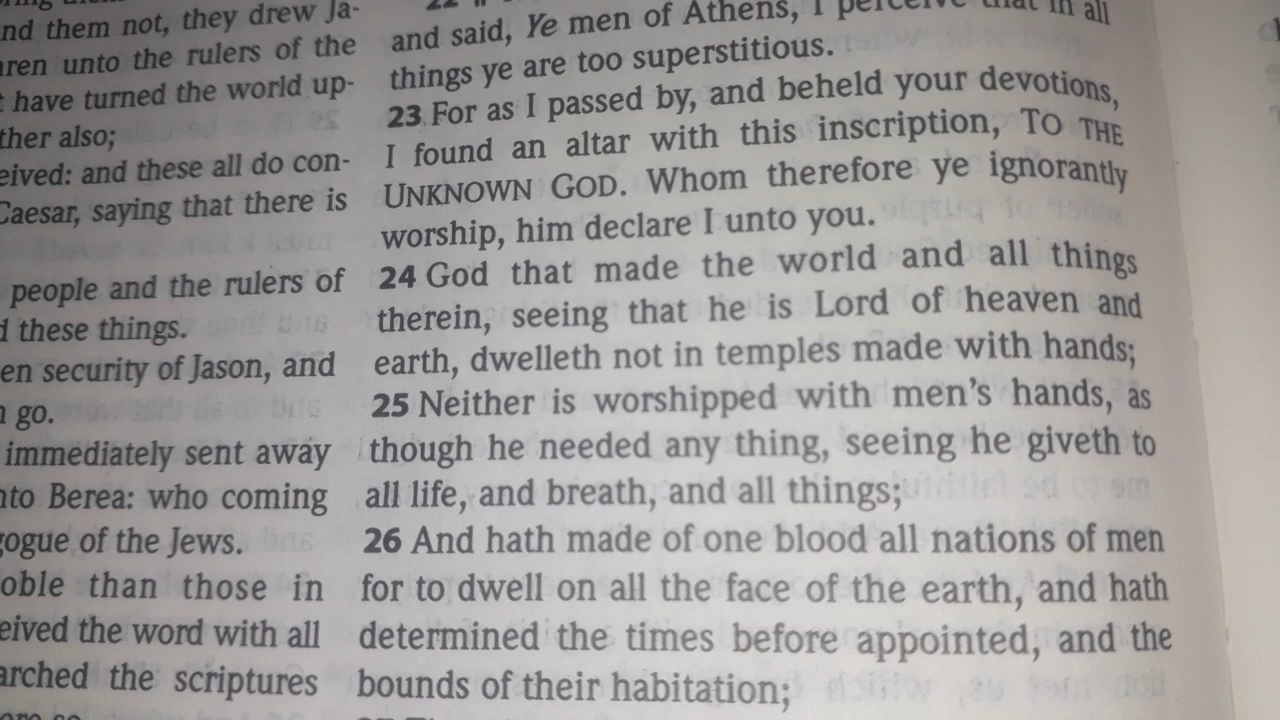 nd them not, they drew Ja-
ren unto the rulers of the
have turned the world up-
ther also;
eived: and these all do con-
Caesar, saying that there is
people and the rulers of
d these things.
en security of Jason, and
go.
immediately sent away
nto Berea: who coming
gogue of the Jews.
oble than those in
eived the word with all
arched the scriptures
and said, Ye men of Athens, I perceive that in all
things ye are too superstitious.
23 For as I passed by, and beheld your devotions,
I found an altar with this inscription, TO THE
UNKNOWN GOD. Whom therefore ye ignorantly
worship, him declare I unto you.
24 God that made the world and all things
therein, seeing that he is Lord of heaven and
earth, dwelleth not in temples made with hands;
25 Neither is worshipped with men's hands, as
though he needed any thing, seeing he giveth to
all life, and breath, and all things;
26 And hath made of one blood all nations of men
for to dwell on all the face of the earth, and hath
determined the times before appointed, and the
bounds of their habitation;